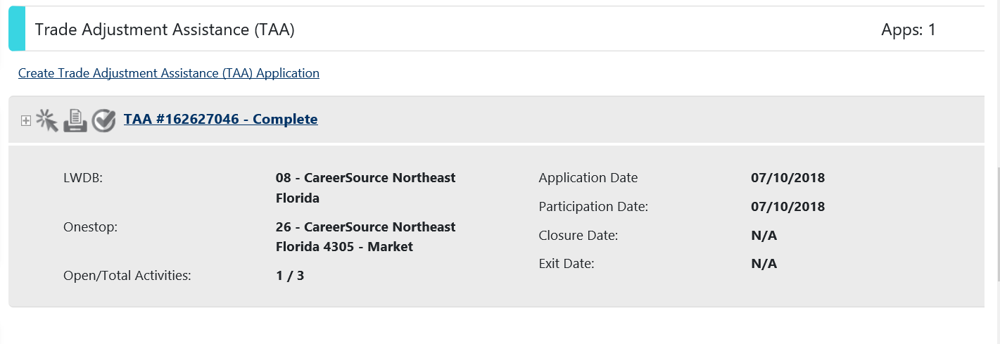 Trade Adjustment Assistance (TAA)
Apps: 1
Create Trade Adjustment Assistance (TAA) Application
TAA #162627046 - Complete
LWDB:
08 - CareerSource Northeast
Florida
Onestop:
26 - CareerSource Northeast
Florida 4305 - Market
Open/Total Activities:
1 / 3
Application Date
07/10/2018
Participation Date:
07/10/2018
Closure Date:
N/A
Exit Date:
N/A